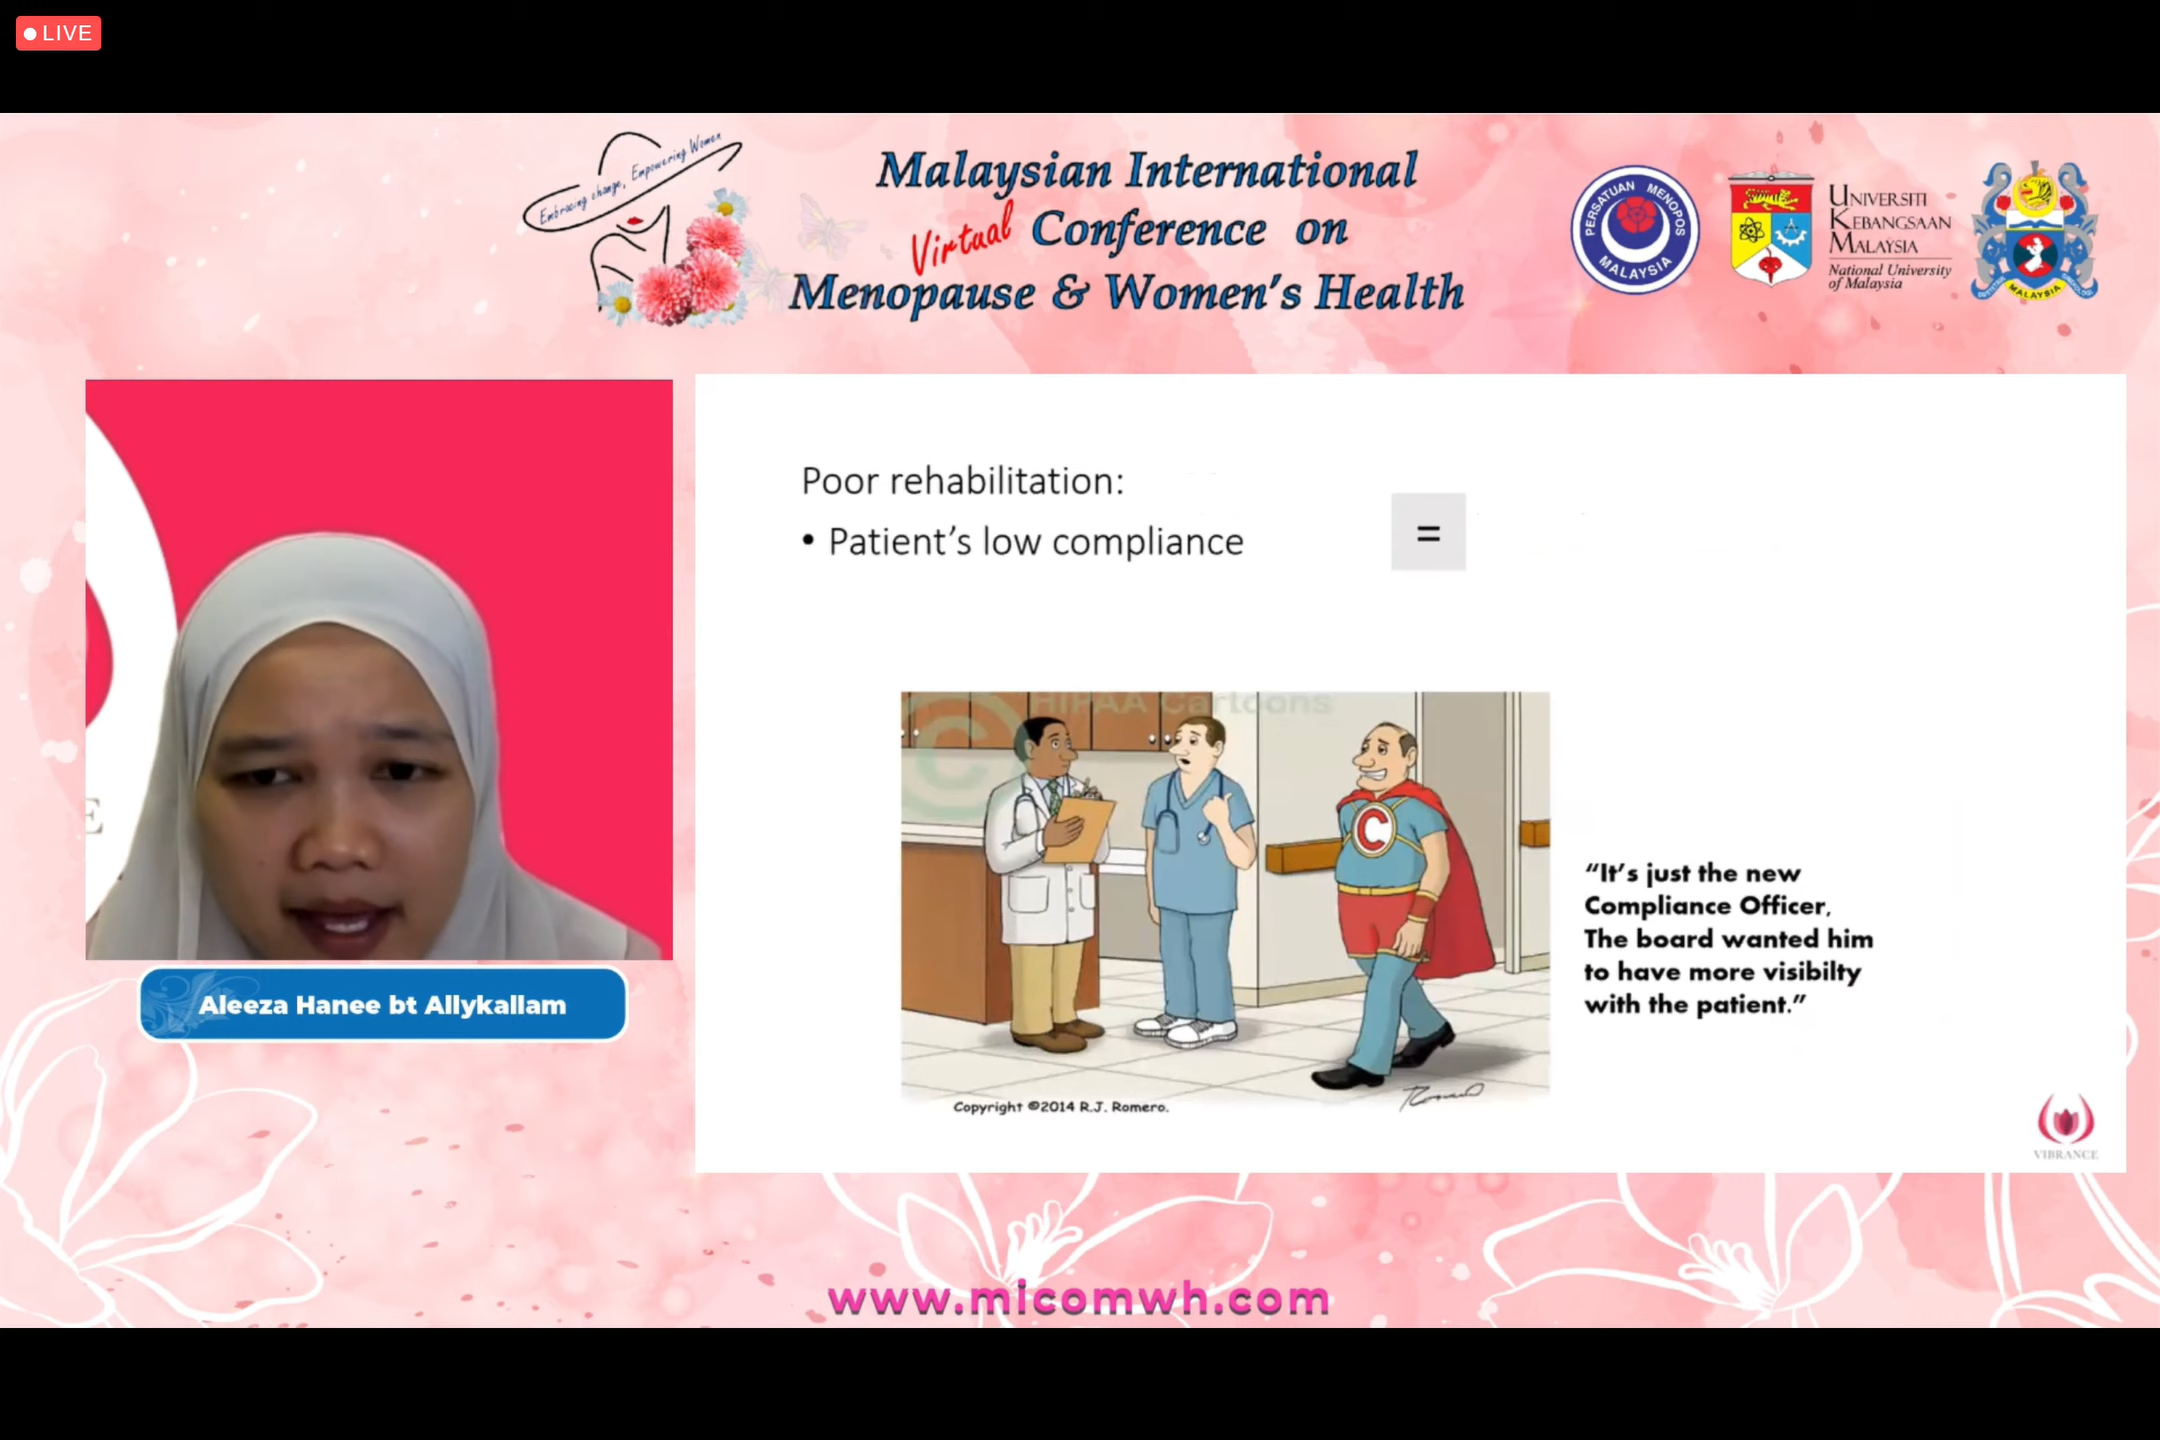 LIVE
Embracing change, Empowering Women
Malaysian International
Virtual Conference on
Menopause & Women's Health
PERSATUAN MENOPOS
MALAYSIA
UNIVERSITI
KEBANGSAAN
MALAYSIA
National University
of Malaysia
MALAYSIA
E
Aleeza Hanee bt Allykallam
Poor rehabilitation:
• Patient’s low compliance
=
HIPAA Cartoons
©
C
“It’s just the new
Compliance Officer,
The board wanted him
to have more visibilty
with the patient.”
Copyright ©2014 R.J. Romero.
VIBRANCE
www.micomwh.com